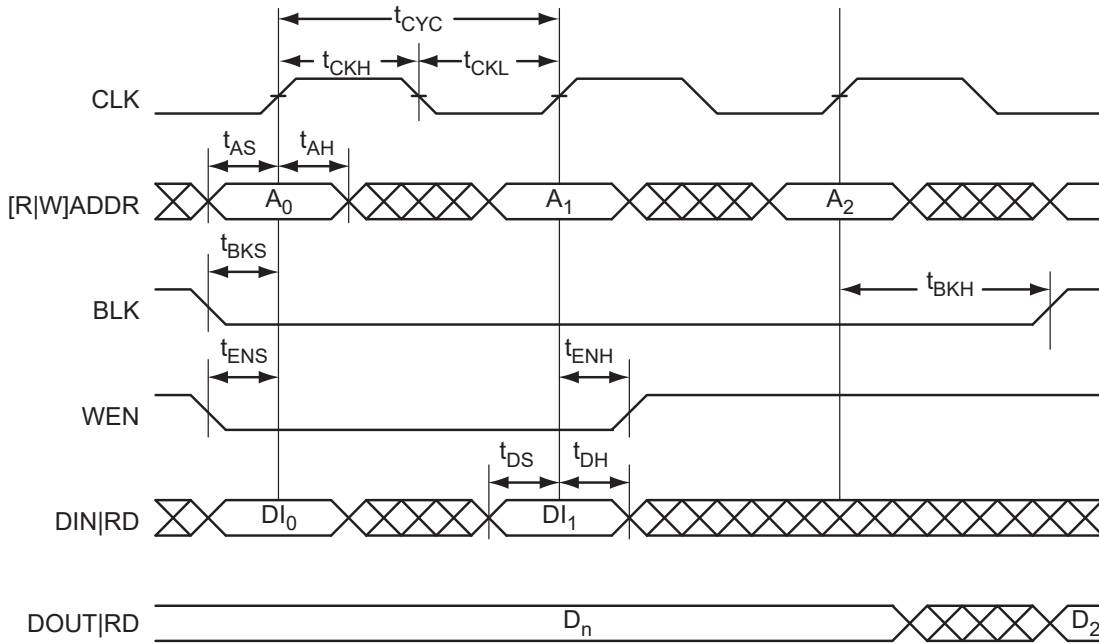 tCYC
tCKH tCKL
CLK
tAS tAH
[R|W]ADDR A0 A1 A2
tBKS tBKH
BLK
tENS tENH
WEN
tDS tDH
DIN|RD DI0 DI1
DOUT|RD Dn D2